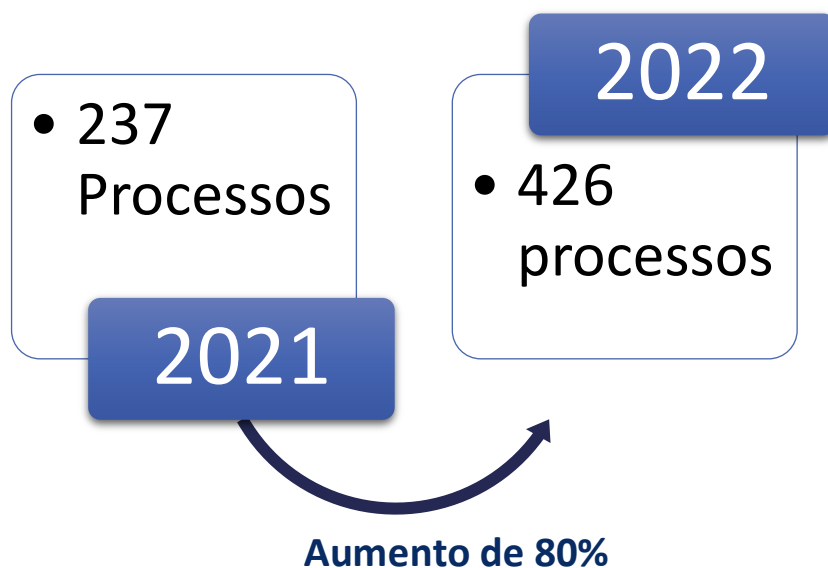 • 237
Processos
2021
2022
• 426
processos
Aumento de 80%